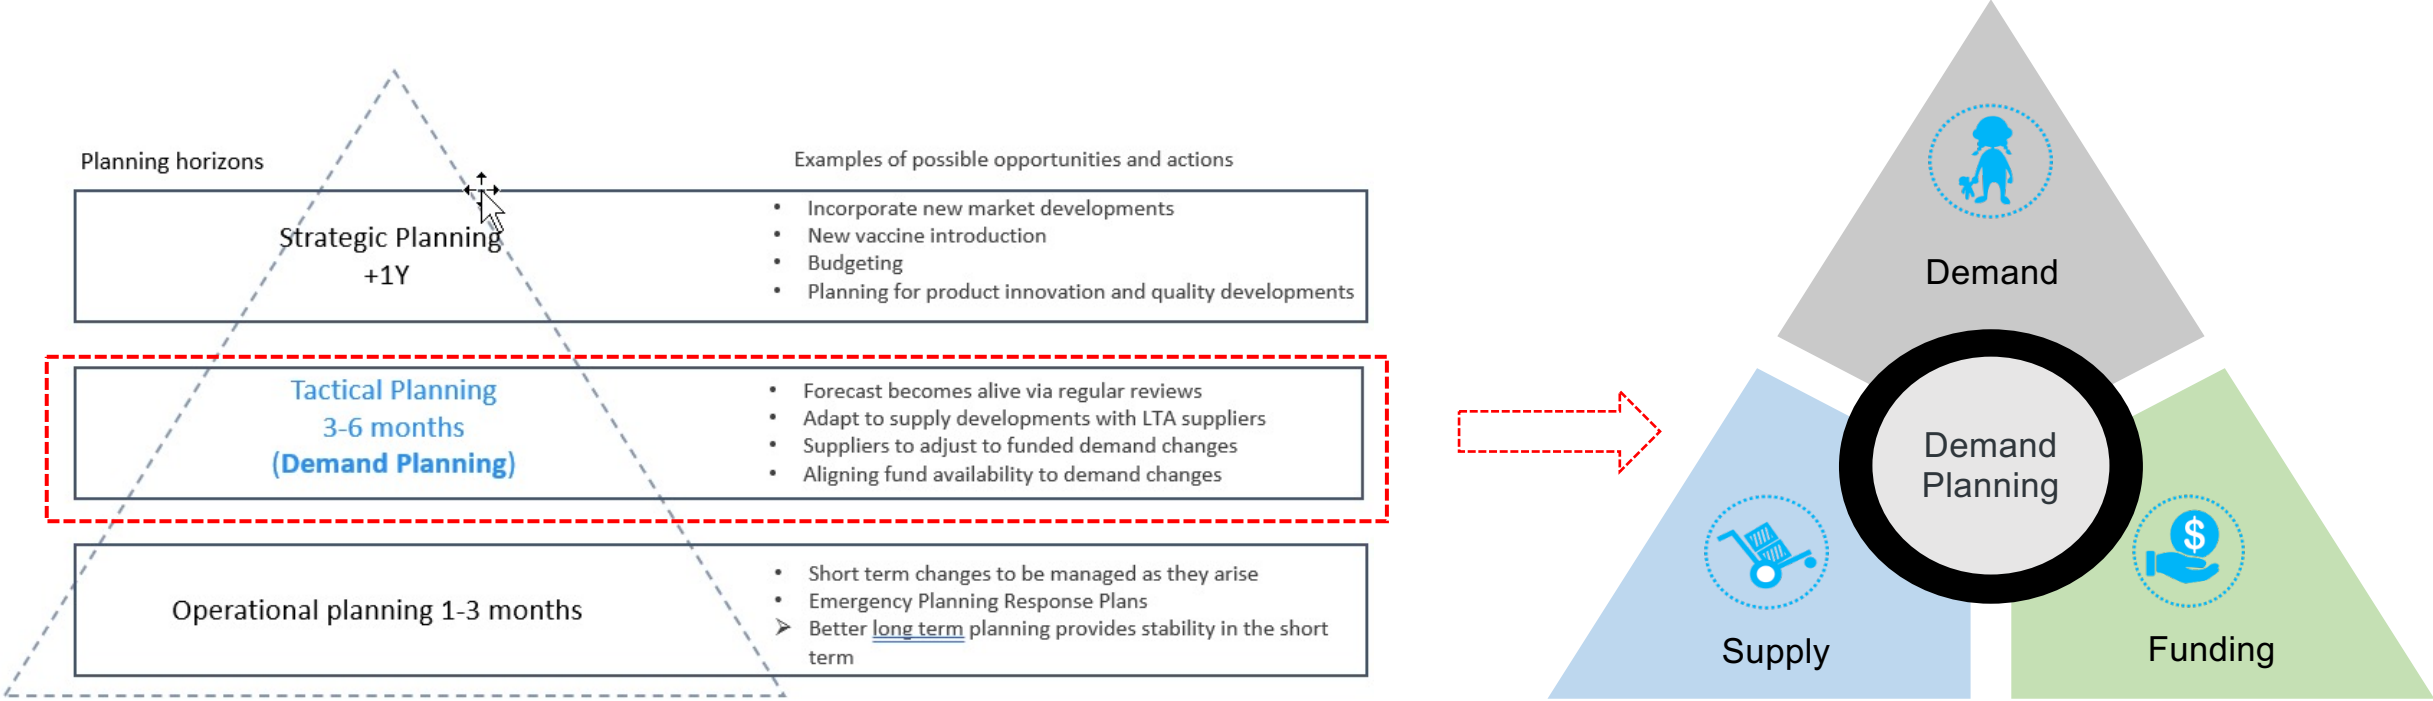 Planning horizons
Examples of possible opportunities and actions
Strategic Planning
+1Y
• Incorporate new market developments
• New vaccine introduction
• Budgeting
• Planning for product innovation and quality developments
Tactical Planning
3-6 months
(Demand Planning)
• Forecast becomes alive via regular reviews
• Adapt to supply developments with LTA suppliers
• Suppliers to adjust to funded demand changes
• Aligning fund availability to demand changes
Operational planning 1-3 months
• Short term changes to be managed as they arise
• Emergency Planning Response Plans
➢ Better long term planning provides stability in the short
term
Demand
Demand
Planning
$
Supply
Funding